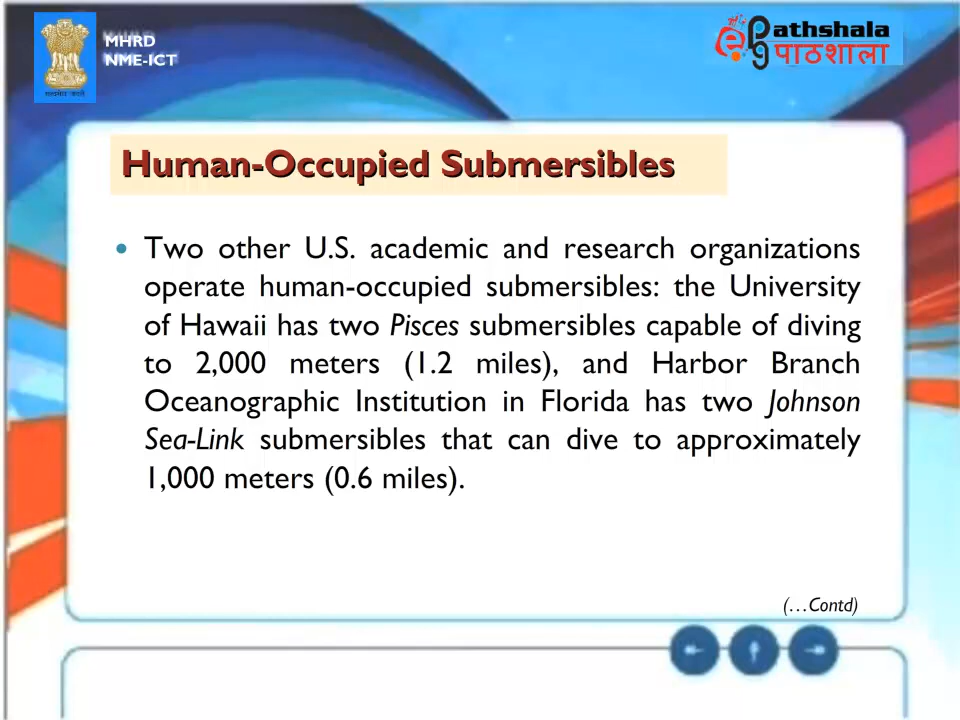 MHRD
NME-ICT
सत्यमेव जयते
e Pathshala
पाठशाला
Human-Occupied Submersibles
• Two other U.S. academic and research organizations
operate human-occupied submersibles: the University
of Hawaii has two Pisces submersibles capable of diving
to 2,000 meters (1.2 miles), and Harbor Branch
Oceanographic Institution in Florida has two Johnson
Sea-Link submersibles that can dive to approximately
1,000 meters (0.6 miles).
(…Contd)